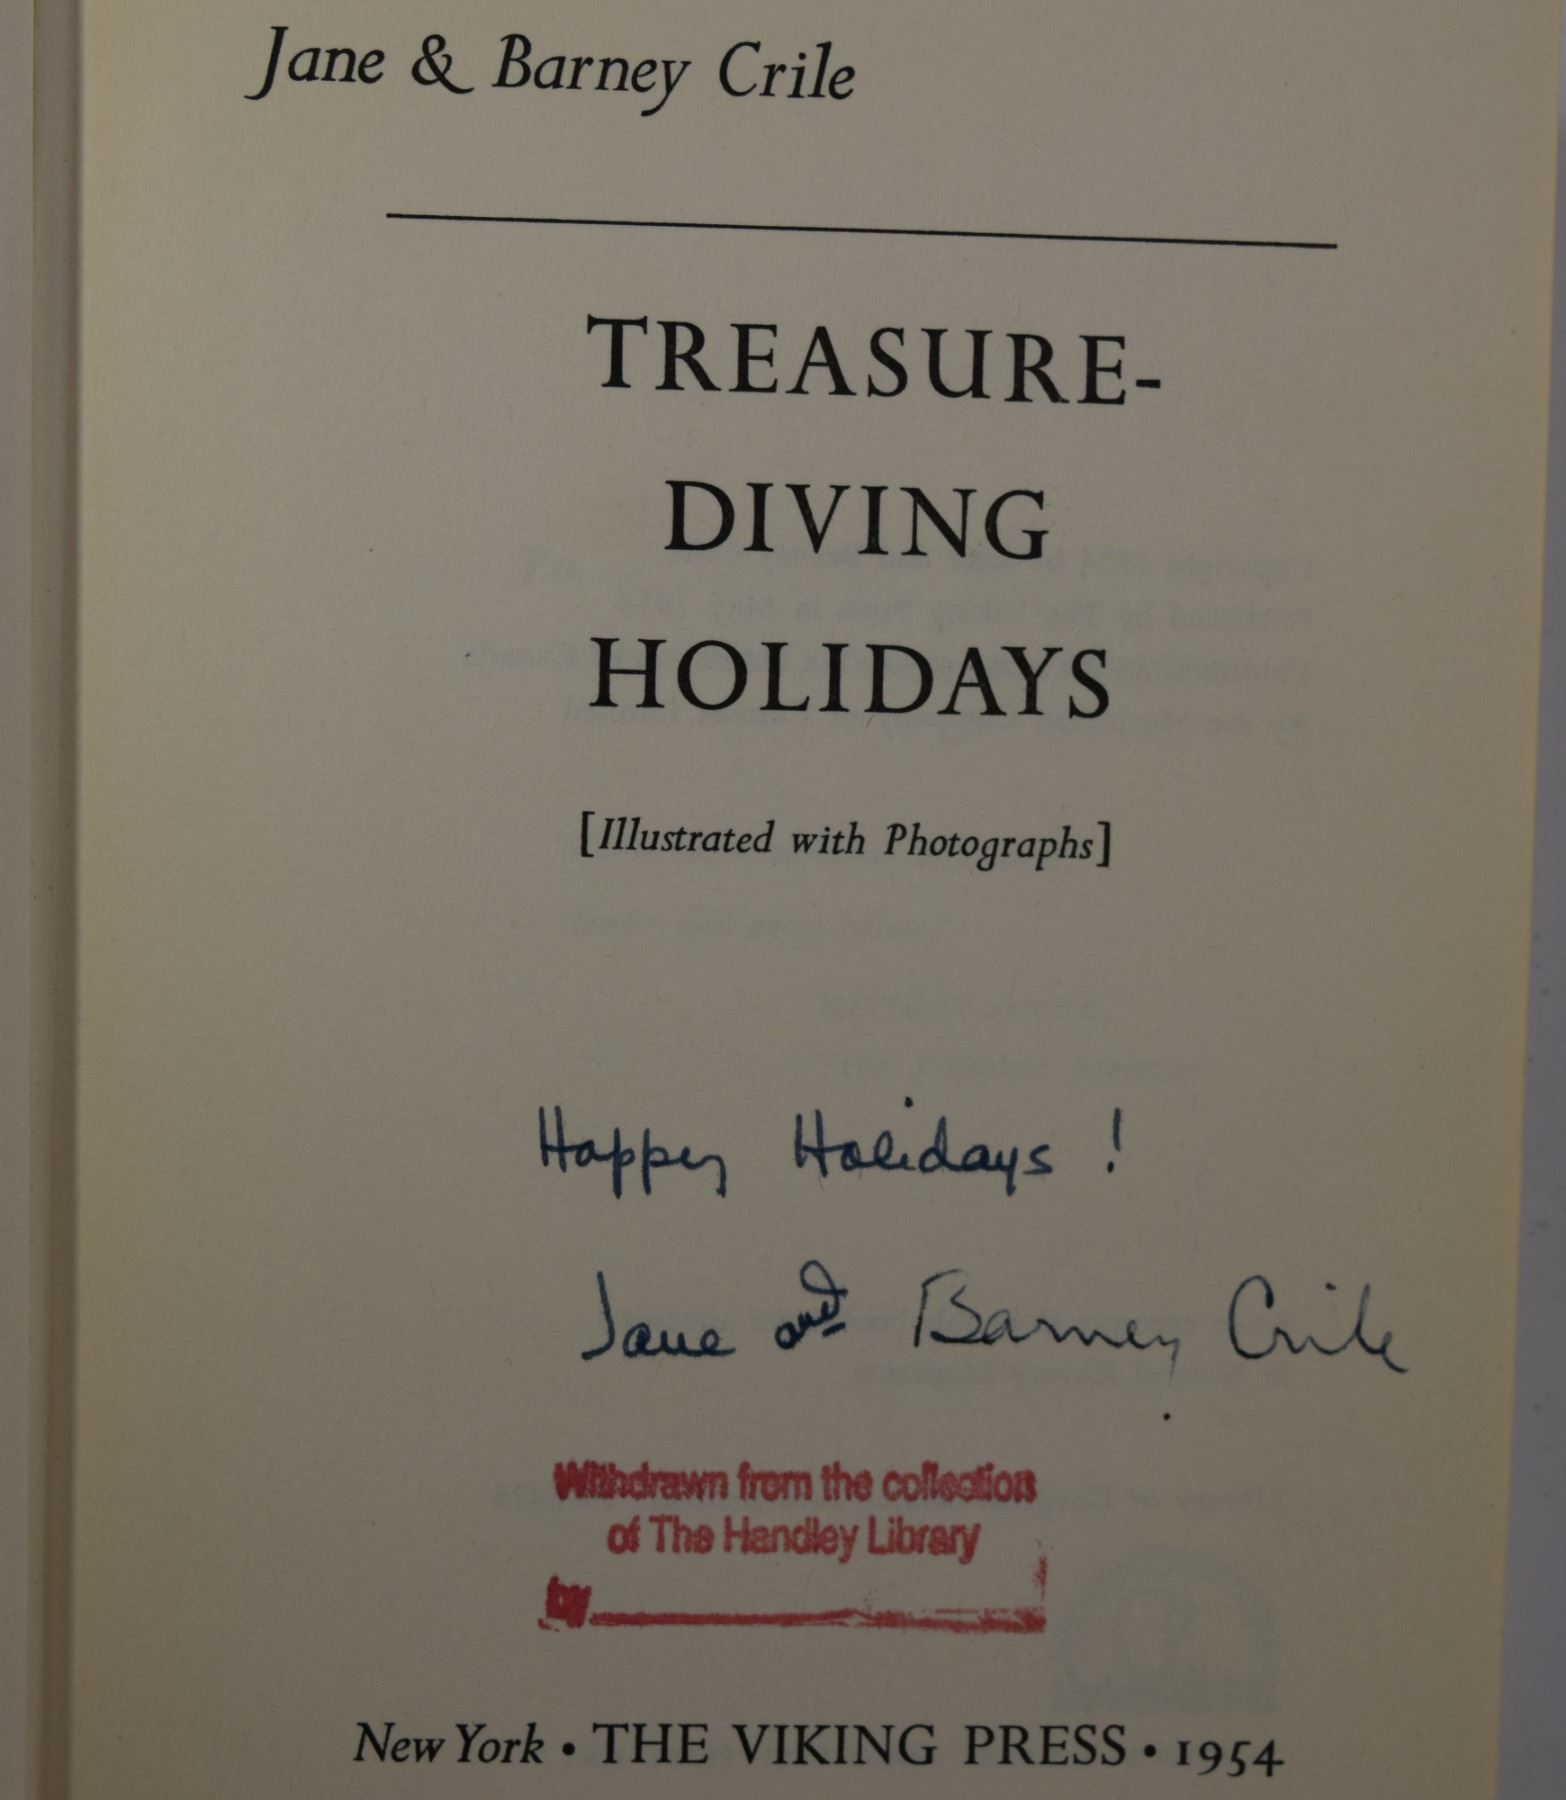 Jane & Barney Crile
TREASURE-
DIVING
HOLIDAYS
[Illustrated with Photographs]
Happy Holidays !
Jane and Barney Crile
Withdrawn from the collection
of The Handley Library
by
New York • THE VIKING PRESS • 1954